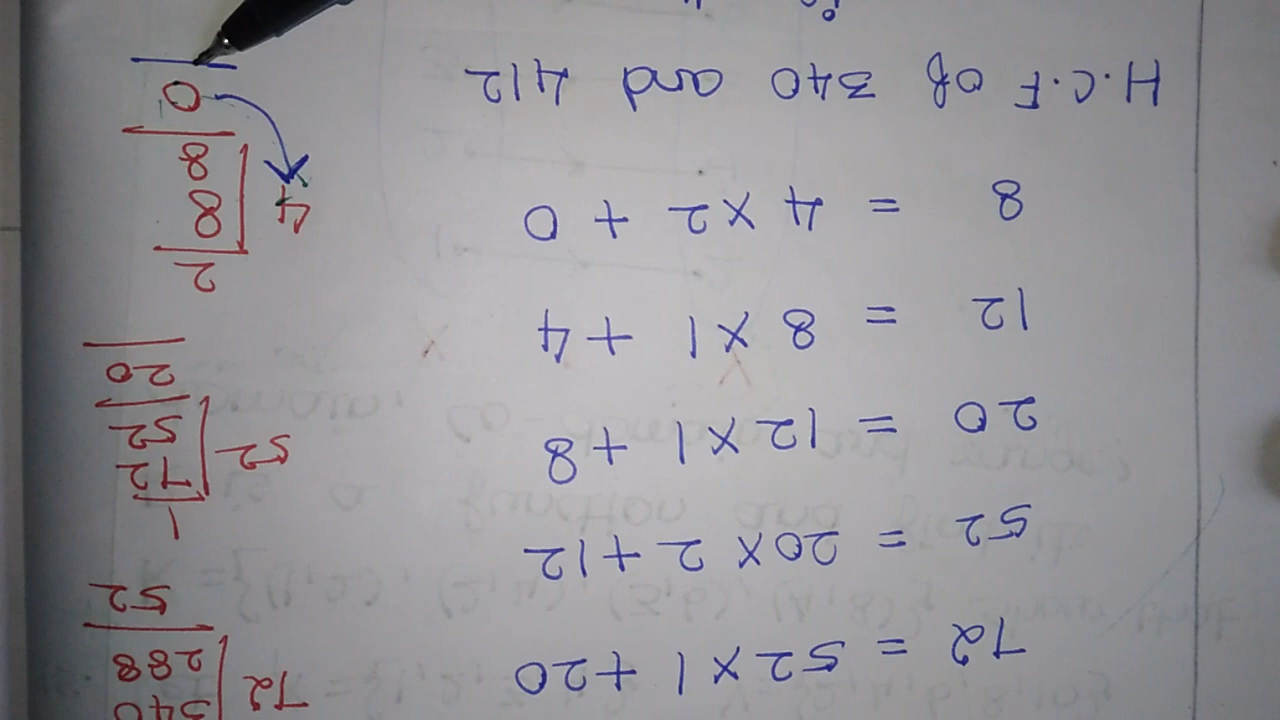 72 = 52 × 1 + 20
52 = 20 × 2 + 12
20 = 12 × 1 + 8
12 = 8 × 1 + 4
8 = 4 × 2 + 0
H.C.F of 340 and 412
72 340
288
52
1
52 72
52
20
2
4 8
8
0